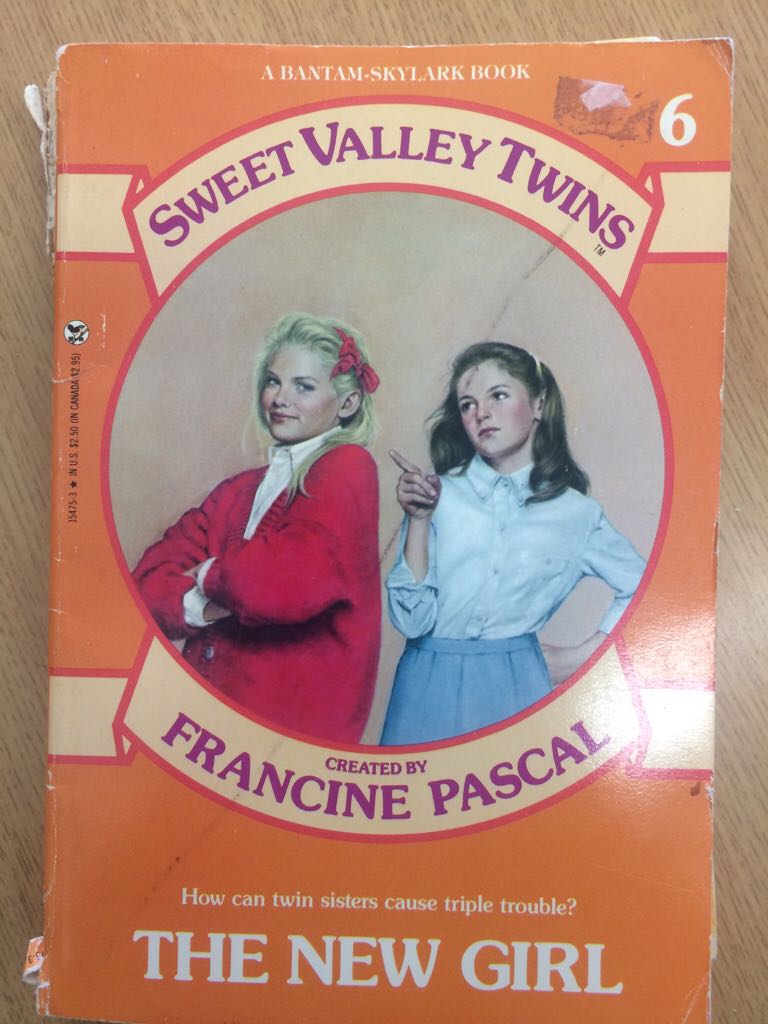 A BANTAM-SKYLARK BOOK
6
SWEET VALLEY TWINS
TM
15475-3 ★ IN U.S. $2.50 (IN CANADA $2.95)
CREATED BY
FRANCINE PASCAL
How can twin sisters cause triple trouble?
THE NEW GIRL